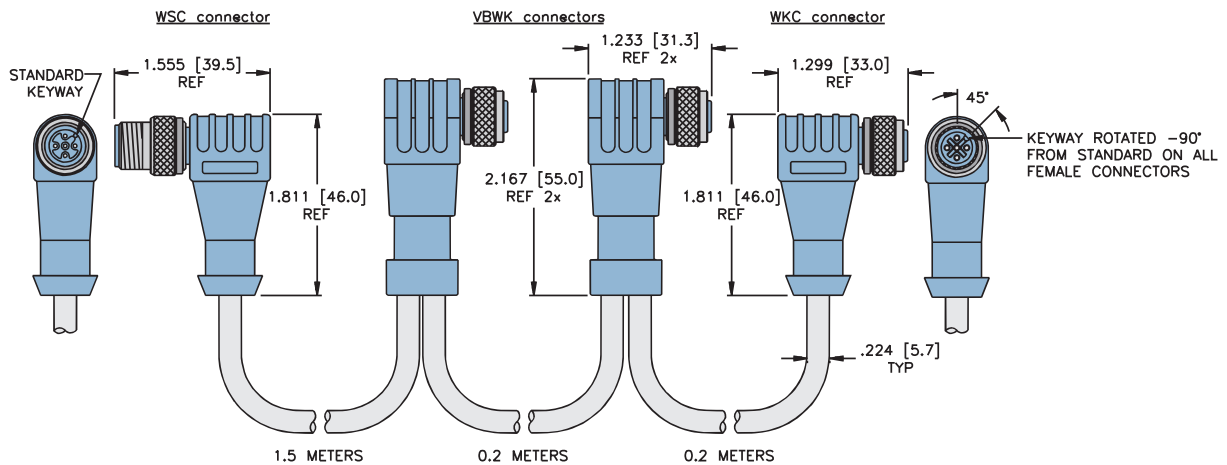 WSC connector
VBWK connectors
WKC connector
STANDARD
KEYWAY
1.555 [39.5]
REF
1.233 [31.3]
REF 2x
1.299 [33.0]
REF
45°
KEYWAY ROTATED -90°
FROM STANDARD ON ALL
FEMALE CONNECTORS
1.811 [46.0]
REF
2.167 [55.0]
REF 2x
1.811 [46.0]
REF
.224 [5.7]
TYP
1.5 METERS
0.2 METERS
0.2 METERS